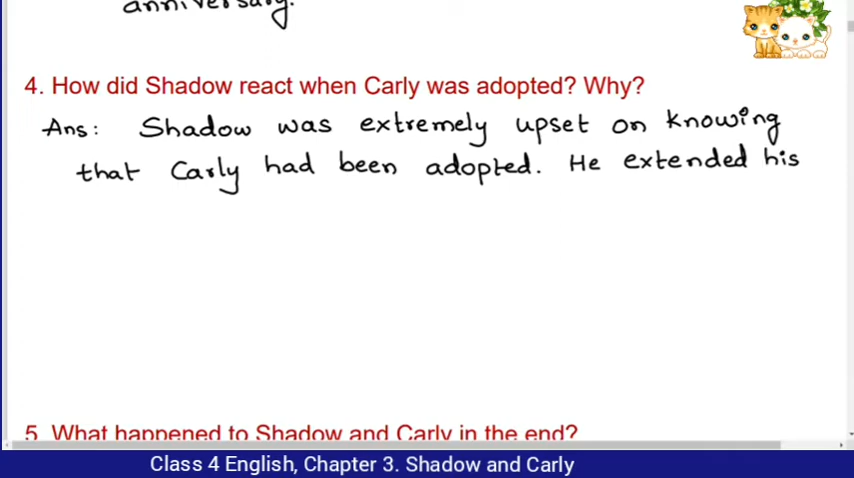 anniversary.
4. How did Shadow react when Carly was adopted? Why?
Ans: Shadow was extremely upset on knowing
that Carly had been adopted. He extended his
5. What happened to Shadow and Carly in the end?
Class 4 English, Chapter 3. Shadow and Carly